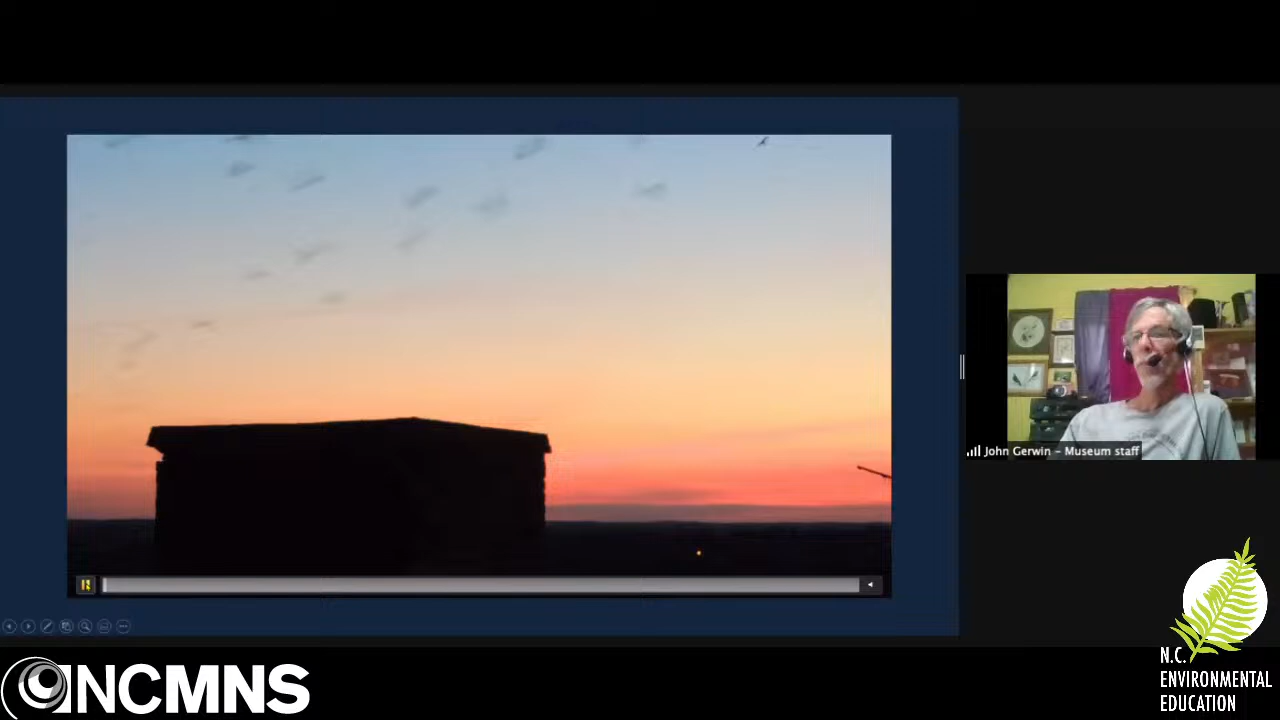 John Gerwin - Museum staff
NCMNS
N.C.
ENVIRONMENTAL
EDUCATION